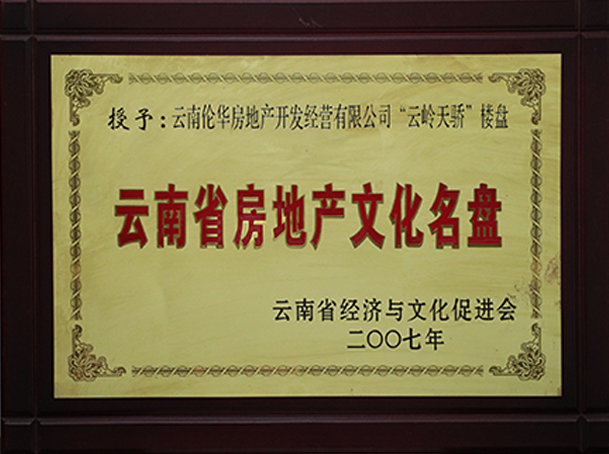 授予：云南伦华房地产开发经营有限公司“云岭天骄”楼盘
云南省房地产文化名盘
云南省经济与文化促进会
二〇〇七年